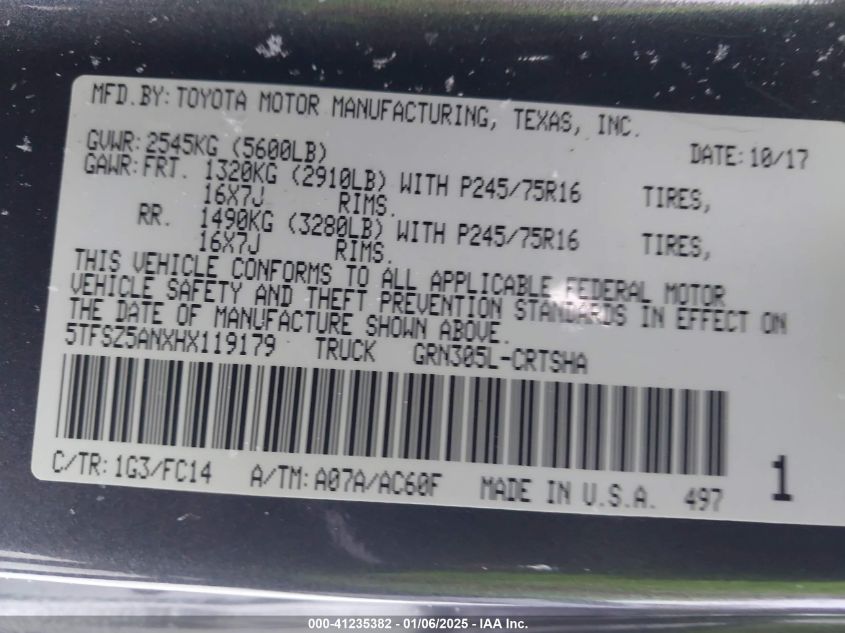 MFD.BY: TOYOTA MOTOR MANUFACTURING, TEXAS, INC.
GVWR: 2545KG (5600LB) DATE: 10/17
GAWR: FRT. 1320KG (2910LB) WITH P245/75R16 TIRES,
16X7J RIMS.
RR. 1490KG (3280LB) WITH P245/75R16 TIRES,
16X7J RIMS.
THIS VEHICLE CONFORMS TO ALL APPLICABLE FEDERAL MOTOR
VEHICLE SAFETY AND THEFT PREVENTION STANDARDS IN EFFECT ON
THE DATE OF MANUFACTURE SHOWN ABOVE.
5TFSZ5ANXHX119179 TRUCK GRN305L-CRTSHA
C/TR: 1G3/FC14 A/TM: A07A/AC60F MADE IN U.S.A. 497 1
000-41235382 - 01/06/2025 - IAA Inc.